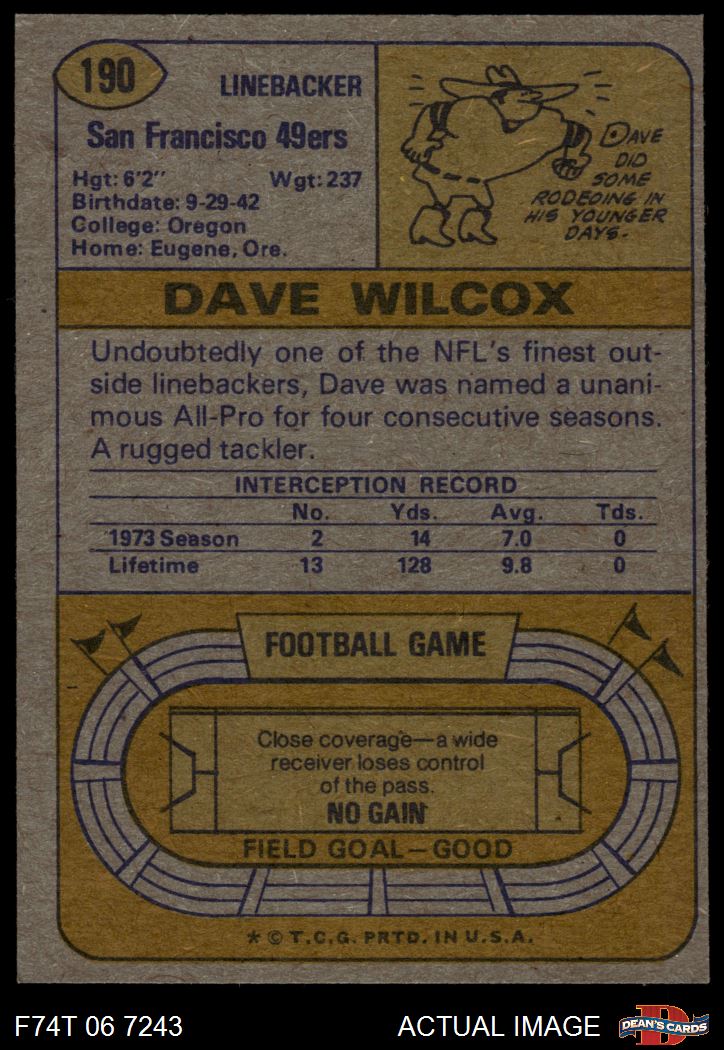 190
LINEBACKER
San Francisco 49ers
Hgt: 6'2" Wgt: 237
Birthdate: 9-29-42
College: Oregon
Home: Eugene, Ore.
DAVE
DID
SOME
RODEOING IN
HIS YOUNGER
DAYS.
DAVE WILCOX
Undoubtedly one of the NFL's finest out-
side linebackers, Dave was named a unani-
mous All-Pro for four consecutive seasons.
A rugged tackler.
INTERCEPTION RECORD
No. Yds. Avg. Tds.
1973 Season 2 14 7.0 0
Lifetime 13 128 9.8 0
FOOTBALL GAME
Close coverage—a wide
receiver loses control
of the pass.
NO GAIN
FIELD GOAL—GOOD
* © T.C.G. PRTD. IN U.S.A.
F74T 06 7243 ACTUAL IMAGE
DEAN'S CARDS